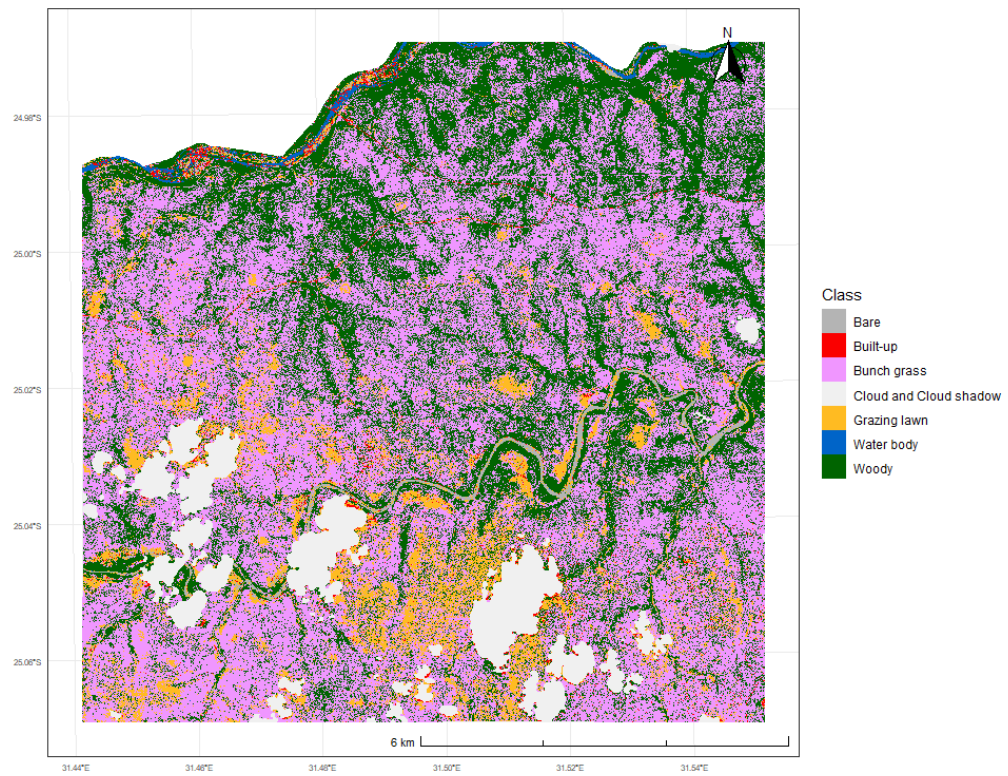 N
24.98°S
25.00°S
25.02°S
25.04°S
25.06°S
6 km
31.44°E
31.46°E
31.48°E
31.50°E
31.52°E
31.54°E
Class
Bare
Built-up
Bunch grass
Cloud and Cloud shadow
Grazing lawn
Water body
Woody